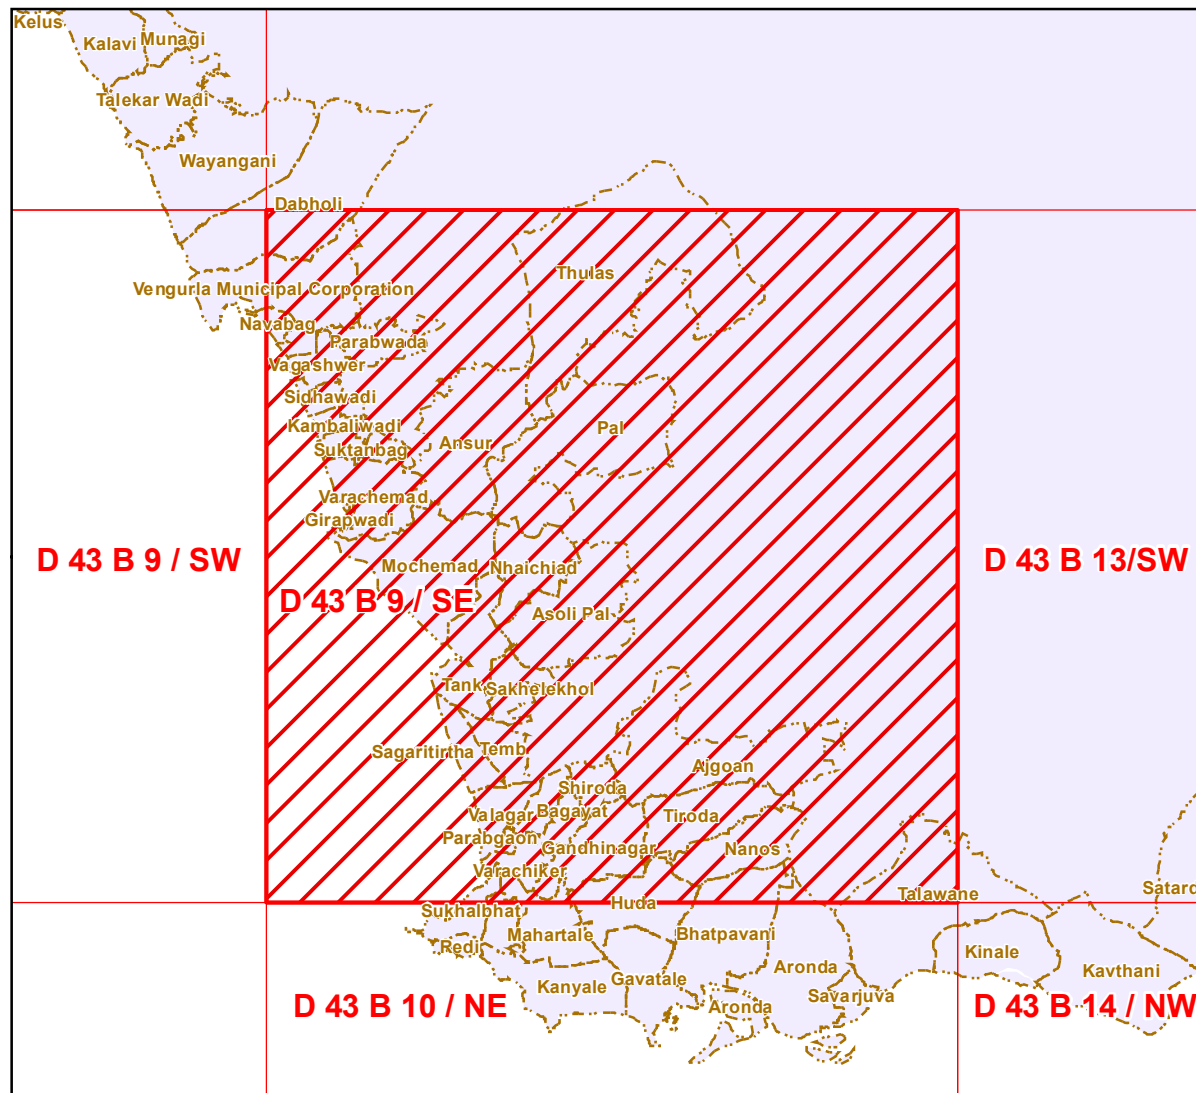 Kelus
Kalavi
Munagi
Talekar Wadi
Wayangani
Dabholi
Thulas
Vengurla Municipal Corporation
Navabag
Parabwada
Vagashwer
Sidhawadi
Kambaliwadi
Suktanbag
Ansur
Pal
Varachemad
Girapwadi
D 43 B 9 / SW
Mochemad
Nhaichiad
D 43 B 13/SW
D 43 B 9 / SE
Asoli Pal
Tank
Sakhelekhol
Sagaritirtha
Temb
Ajgoan
Shiroda
Valagar
Bagayat
Tiroda
Parabgaon
Gandhinagar
Nanos
Varachiker
Talawane
Satard
Sukhalbhat
Huda
Redi
Mahartale
Bhatpavani
Kinale
Aronda
Kavthani
Kanyale
Gavatale
Savarjuva
D 43 B 10 / NE
Aronda
D 43 B 14 / NW